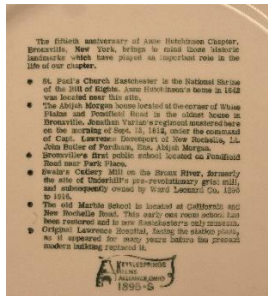 The fiftieth anniversary of Anne Hutchinson Chapter,
Bronxville, New York, brings to mind those historic
landmarks which have played an important role in the
life of our chapter.
St. Paul's Church Eastchester is the National Shrine
of the Bill of Rights. Anne Hutchinson's home in 1642
was located near this site.
The Abijah Morgan house located at the corner of White
Plains and Pondfield Road is the oldest house in
Bronxville. Jonathan Varian's regiment mustered here
on the morning of Sept. 12, 1812, under the command
of Capt. Lawrence Davenport of New Rochelle, Lt.
John Butler of Fordham, Ens. Abijah Morgan.
Bronxville's first public school located on Pondfield
Road near Park Place.
Swain's Cutlery Mill on the Bronx River, formerly
the site of Underhill's pre-revolutionary grist mill,
and subsequently owned by Ward Leonard Co. 1896
to 1916.
The old Marble School is located at California and
New Rochelle Road. This early one room school has
been restored and is now Eastchester's only museum.
Original Lawrence Hospital, facing the station plaza,
as it appeared for many years before the present
modern building replaced it.
KETTLESPRINGS
KILNS
ALLIANCE, OHIO
1895-S